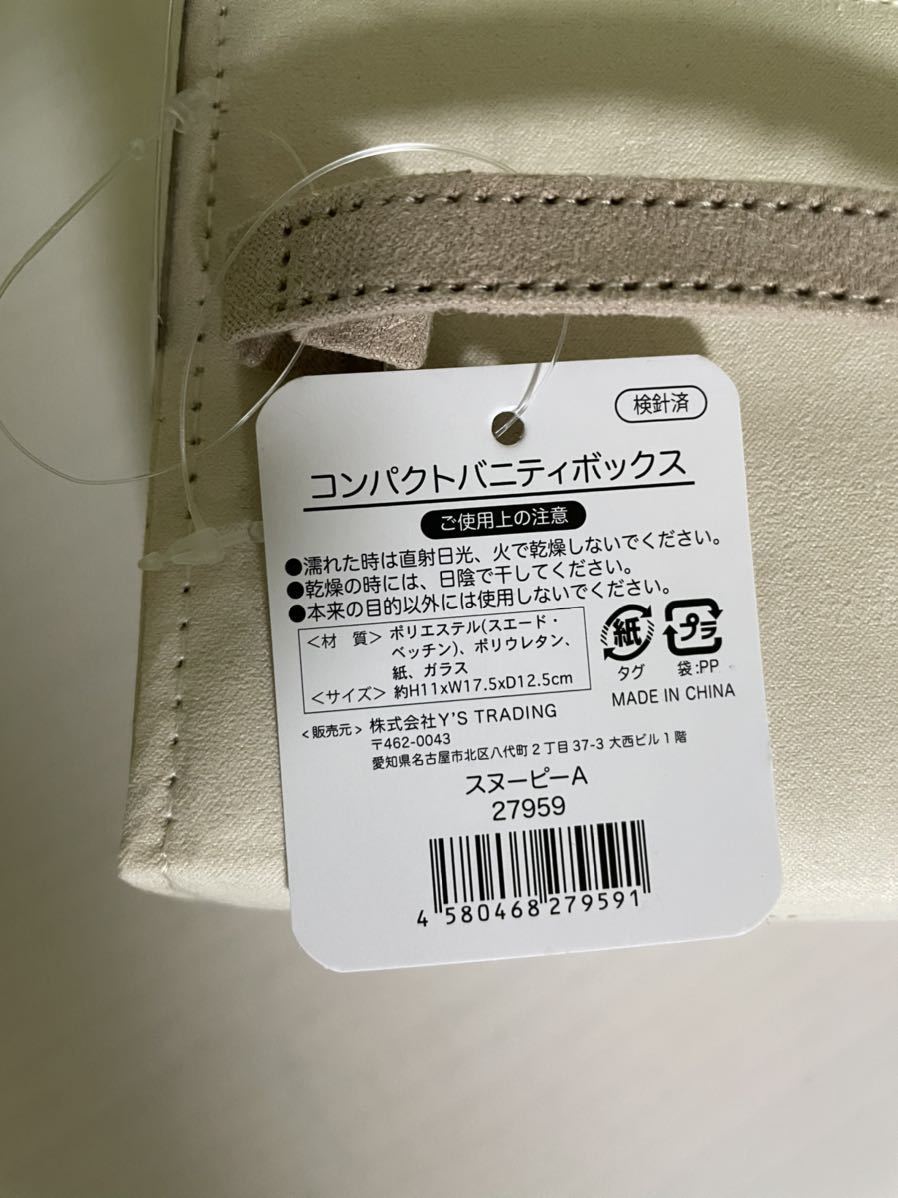 検針済
コンパクトバニティボックス
ご使用上の注意
●濡れた時は直射日光、火で乾燥しないでください。
●乾燥の時には、日陰で干してください。
●本来の目的以外には使用しないでください。
<材 質> ポリエステル(スエード・
ベッチン)、ポリウレタン、
紙、ガラス
<サイズ> 約H11xW17.5xD12.5cm
紙
タグ
プラ
袋:PP
MADE IN CHINA
<販売元> 株式会社Y'S TRADING
〒462-0043
愛知県名古屋市北区八代町2丁目37-3 大西ビル1階
スヌーピーA
27959
4 580468 279591